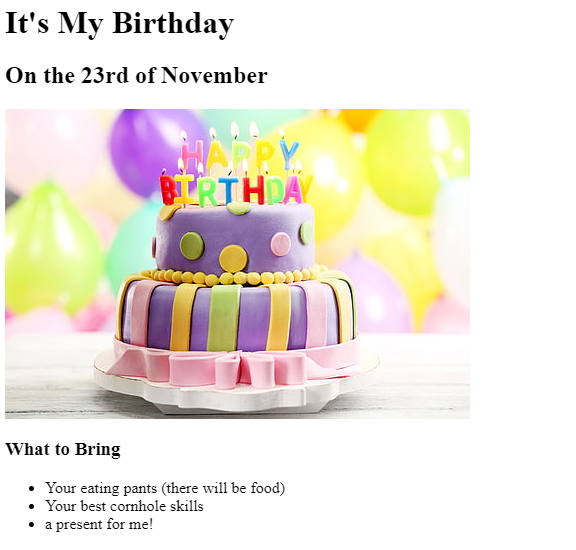 It's My Birthday
On the 23rd of November
HAPPY
BIRTHDAY
What to Bring
Your eating pants (there will be food)
Your best cornhole skills
a present for me!